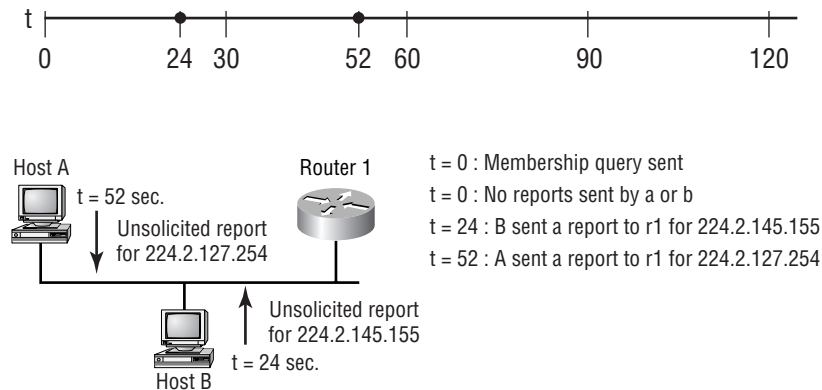 t
0 24 30 52 60 90 120
Host A
t = 52 sec.
Unsolicited report
for 224.2.127.254
Router 1
t = 0 : Membership query sent
t = 0 : No reports sent by a or b
t = 24 : B sent a report to r1 for 224.2.145.155
t = 52 : A sent a report to r1 for 224.2.127.254
Unsolicited report
for 224.2.145.155
t = 24 sec.
Host B